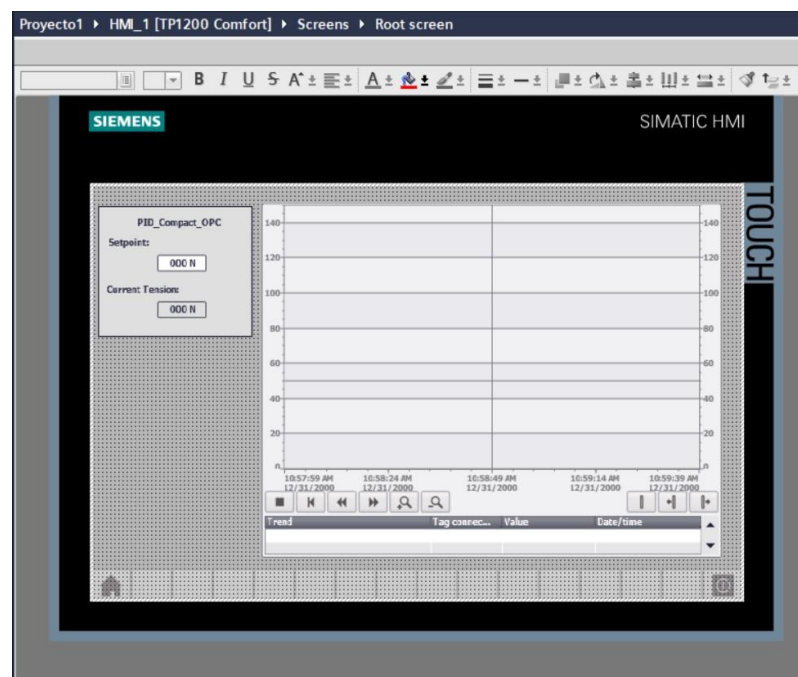 Proyecto1 ▸ HMI_1 [TP1200 Comfort] ▸ Screens ▸ Root screen
B I U S A A
SIEMENS
SIMATIC HMI
TOUCH
PID_Compact_OPC
Setpoint:
000 N
Current Tension:
000 N
140 140
120 120
100 100
80 80
60 60
40 40
20 20
0 0
10:57:59 AM 10:58:24 AM 10:58:49 AM 10:59:14 AM 10:59:39 AM
12/31/2000 12/31/2000 12/31/2000 12/31/2000 12/31/2000
Trend Tag connec... Value Date/time